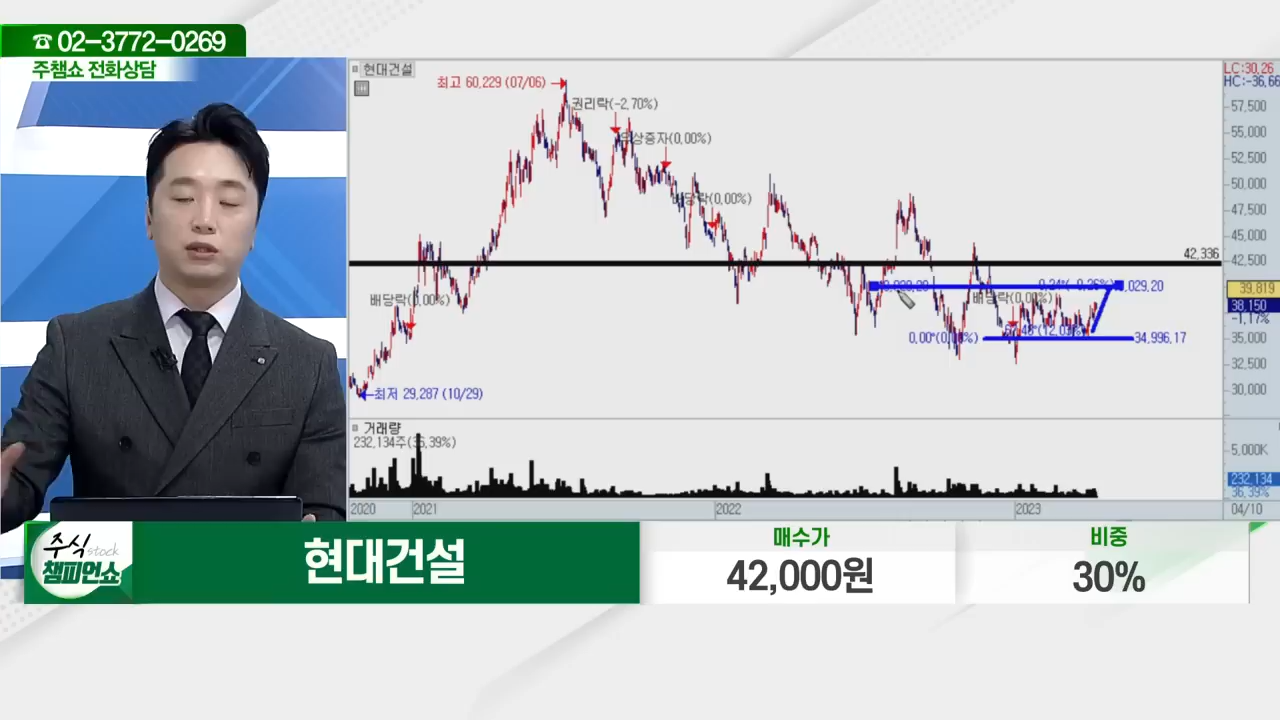 ☎ 02-3772-0269
주챔쇼 전화상담
현대건설
최고 60,229 (07/06)
권리락(-2,70%)
무상증자(0,00%)
배당락(0,00%)
배당락(0,00%)
배당락(0,00%)
최저 29,287 (10/29)
42,336
0,00*(0,00%)
34,996,17
LC:30,26
HC:-36,66
57,500
55,000
52,500
50,000
47,500
45,000
42,500
39,819
38,150
-1,17%
35,000
32,500
30,000
거래량
232,134주(36,39%)
5,000K
232,134
36,39%
2020
2021
2022
2023
04/10
주식 stock
챔피언쇼
현대건설
매수가
42,000원
비중
30%